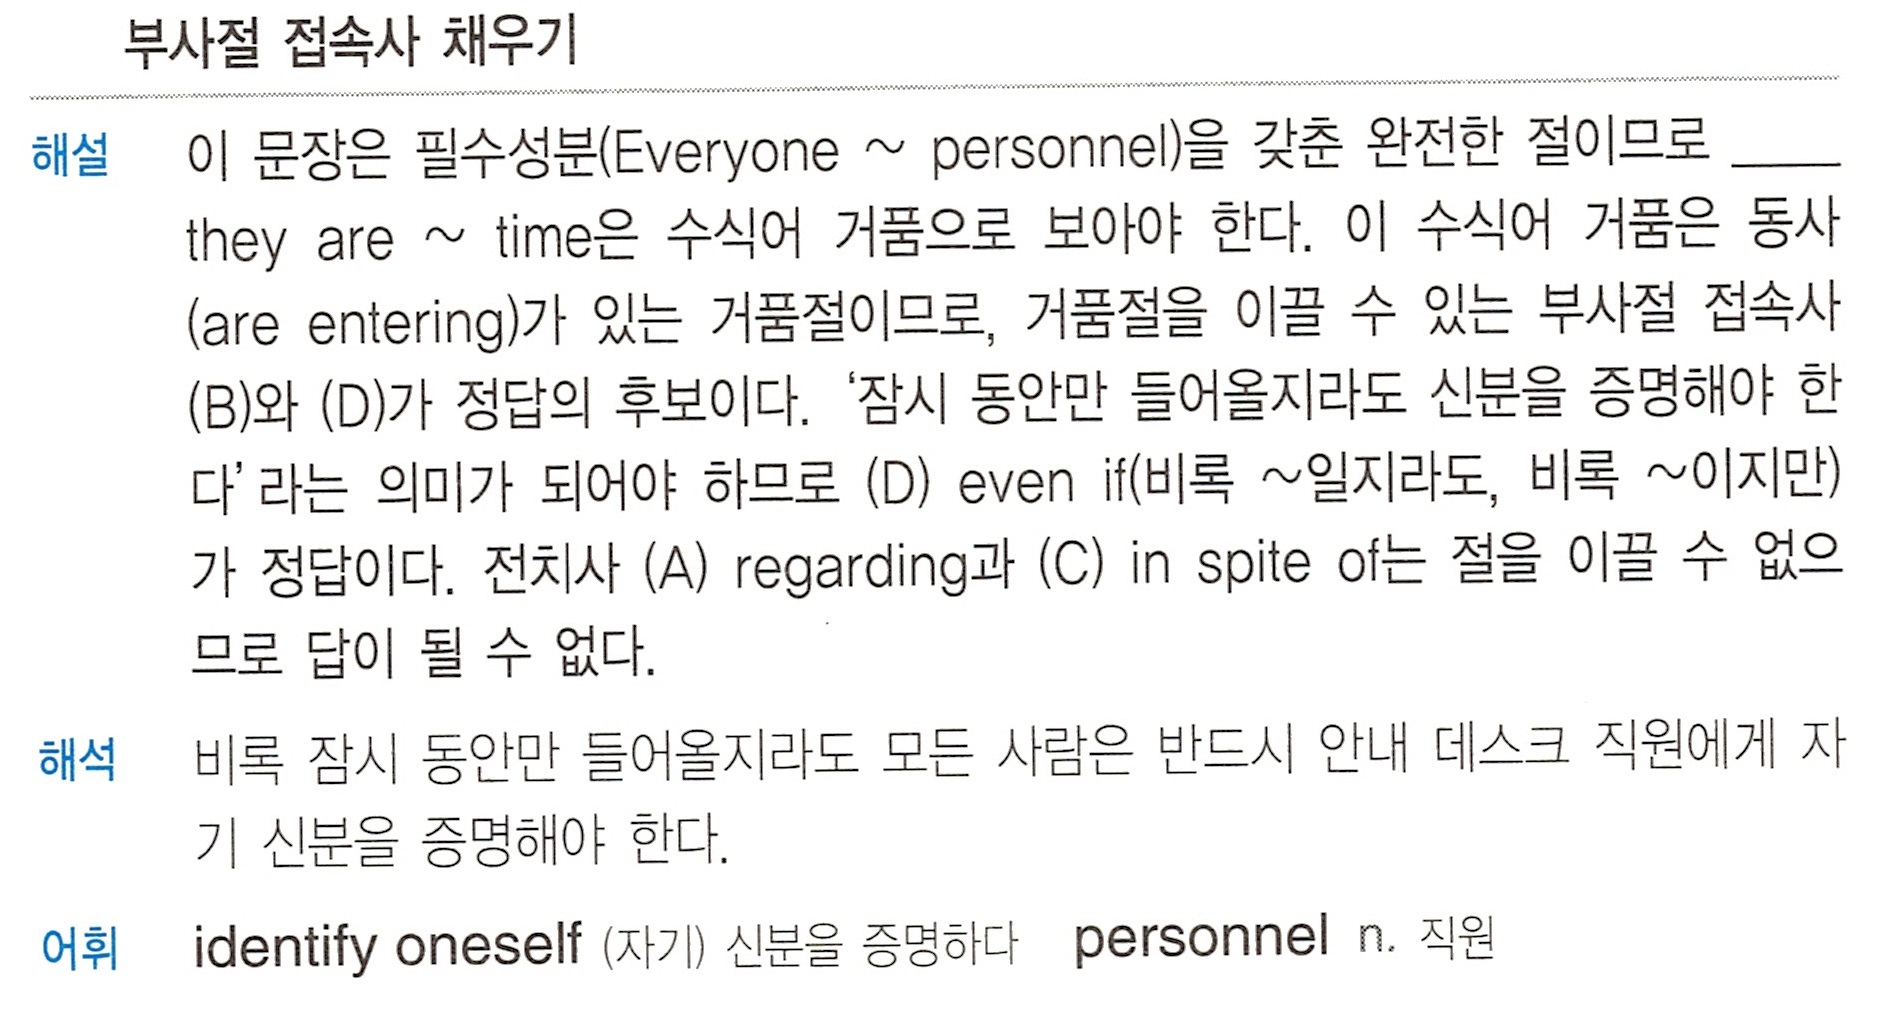 부사절 접속사 채우기
해설 이 문장은 필수성분(Everyone ~ personnel)을 갖춘 완전한 절이므로 ____
they are ~ time은 수식어 거품으로 보아야 한다. 이 수식어 거품은 동사
(are entering)가 있는 거품절이므로, 거품절을 이끌 수 있는 부사절 접속사
(B)와 (D)가 정답의 후보이다. ‘잠시 동안만 들어올지라도 신분을 증명해야 한
다’라는 의미가 되어야 하므로 (D) even if(비록 ~일지라도, 비록 ~이지만)
가 정답이다. 전치사 (A) regarding과 (C) in spite of는 절을 이끌 수 없으
므로 답이 될 수 없다.
해석 비록 잠시 동안만 들어올지라도 모든 사람은 반드시 안내 데스크 직원에게 자
기 신분을 증명해야 한다.
어휘 identify oneself (자기) 신분을 증명하다 personnel n. 직원